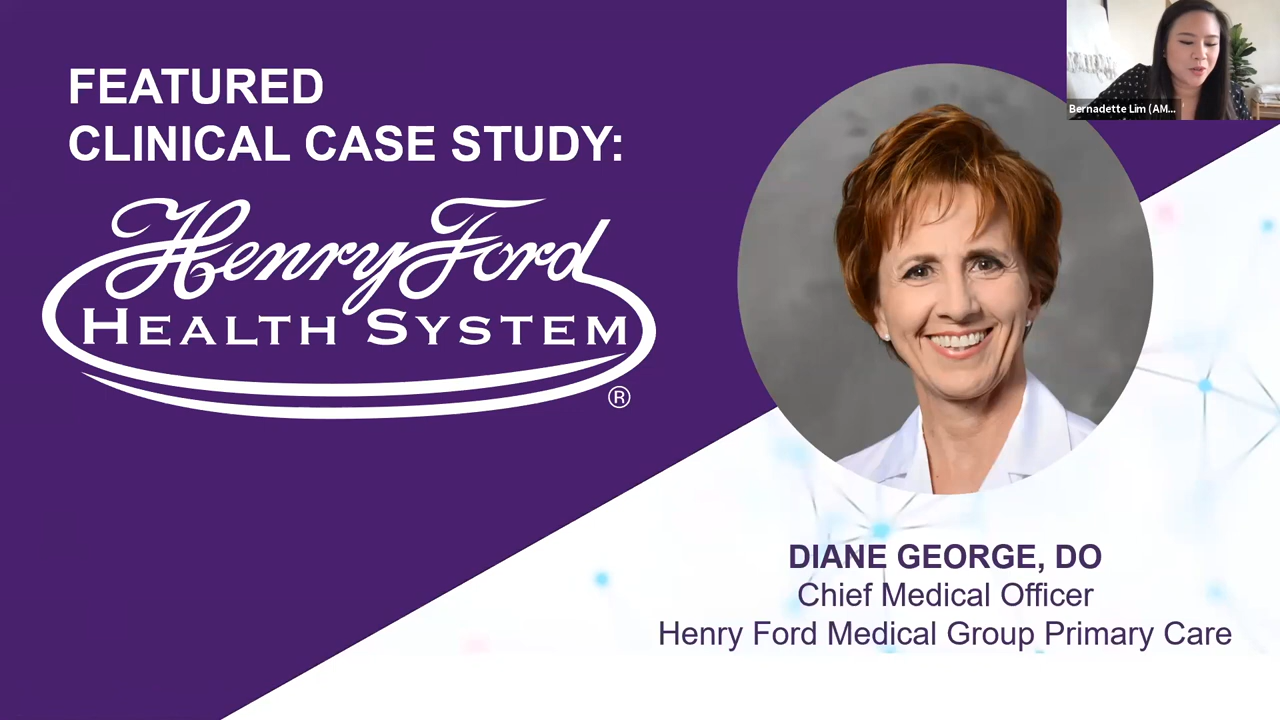 FEATURED
CLINICAL CASE STUDY:
Henry Ford
HEALTH SYSTEM
®
Bernadette Lim (AM...
DIANE GEORGE, DO
Chief Medical Officer
Henry Ford Medical Group Primary Care